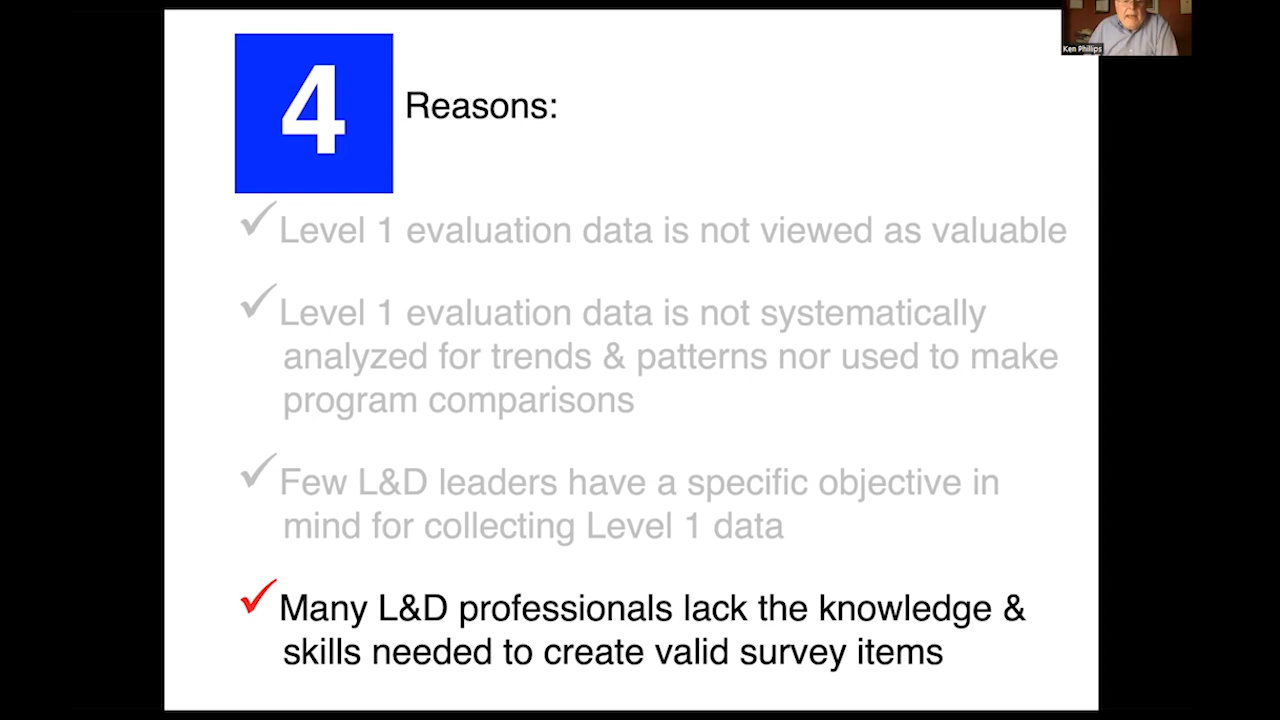 Ken Phillips
4
Reasons:
Level 1 evaluation data is not viewed as valuable
Level 1 evaluation data is not systematically
analyzed for trends & patterns nor used to make
program comparisons
Few L&D leaders have a specific objective in
mind for collecting Level 1 data
Many L&D professionals lack the knowledge &
skills needed to create valid survey items